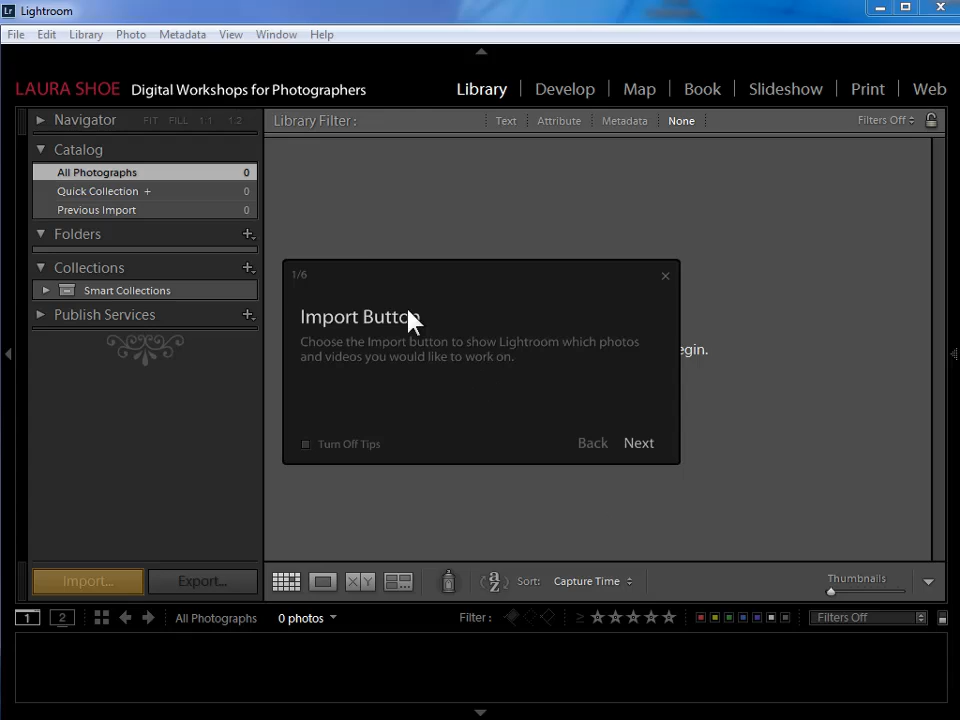 Lr Lightroom
File Edit Library Photo Metadata View Window Help
LAURA SHOE Digital Workshops for Photographers
Library | Develop | Map | Book | Slideshow | Print | Web
Navigator FIT FILL 1:1 1:2
Library Filter : Text Attribute Metadata None Filters Off
Catalog
All Photographs 0
Quick Collection + 0
Previous Import 0
Folders
Collections
Smart Collections
Publish Services
1/6
Import Button
Choose the Import button to show Lightroom which photos
and videos you would like to work on.
egin.
Turn Off Tips Back Next
Import... Export...
X Y
a
z
Sort: Capture Time
Thumbnails
1 2 All Photographs 0 photos Filter : ≥ Filters Off